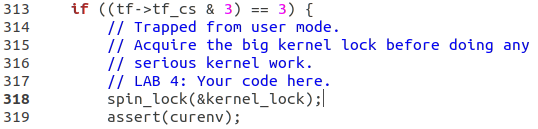 313 if ((tf->tf_cs & 3) == 3) {
314 // Trapped from user mode.
315 // Acquire the big kernel lock before doing any
316 // serious kernel work.
317 // LAB 4: Your code here.
318 spin_lock(&kernel_lock);
319 assert(curenv);